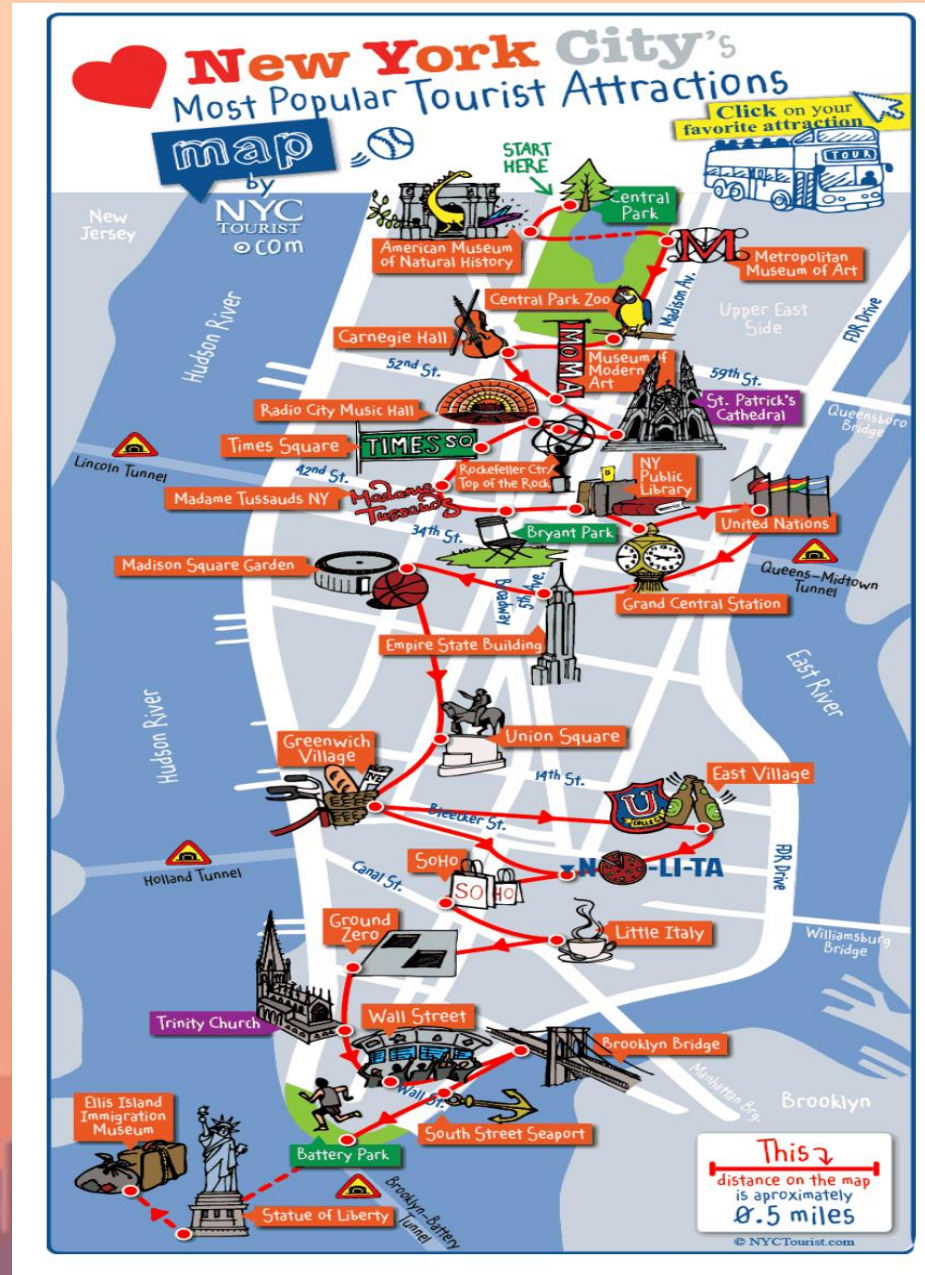 New York City's
Most Popular Tourist Attractions
map
by
NYC
TOURIST
.com
Click on your
favorite attraction
TOUR
START
HERE
Central
Park
New
Jersey
American Museum
of Natural History
M
Metropolitan
Museum of Art
Central Park Zoo
Madison Av.
Upper East
Side
FDR Drive
Hudson River
Carnegie Hall
MOMA
Museum of
Modern
Art
52nd St.
59th St.
St. Patrick's
Cathedral
Radio City Music Hall
Queensboro
Bridge
Times Square
TIMES SQ
Lincoln Tunnel
42nd St.
Rockefeller Ctr.
Top of the Rock
NY
Public
Library
Madame Tussauds NY
Madame
Tussauds
34th St.
Bryant Park
United Nations
Madison Square Garden
Queens-Midtown
Tunnel
Broadway
5th Ave.
Grand Central Station
Empire State Building
East River
Hudson River
Union Square
Greenwich
Village
NE
14th St.
East Village
U
COLLEGE
Bleecker St.
Holland Tunnel
SoHo
SO HO
N O-LI-TA
FDR Drive
Canal St.
Ground
Zero
Little Italy
Williamsburg
Bridge
Trinity Church
Wall Street
Brooklyn Bridge
Wall St.
Manhattan Brg.
Brooklyn
Ellis Island
Immigration
Museum
South Street Seaport
Battery Park
Statue of Liberty
Brooklyn-Battery
Tunnel
This
distance on the map
is aproximately
0.5 miles
© NYCTourist.com